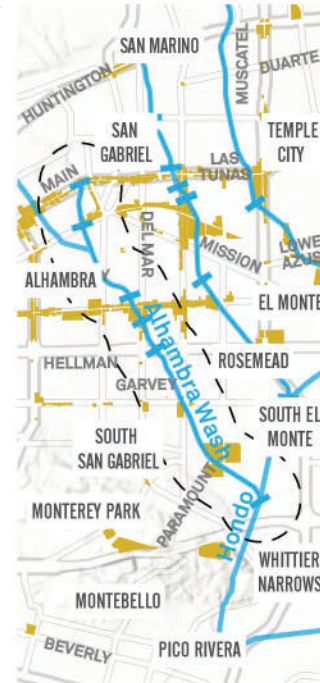 SAN MARINO
MUSCATEL
DUARTE
HUNTINGTON
SAN
GABRIEL
TEMPLE
CITY
LAS
TUNAS
MAIN
DEL MAR
MISSION
LOWE
AZUS
ALHAMBRA
EL MONTE
Alhambra Wash
HELLMAN
ROSEMEAD
GARVEY
SOUTH EL
MONTE
SOUTH
SAN GABRIEL
PARAMOUNT
MONTEREY PARK
Hondo
WHITTIER
NARROWS
MONTEBELLO
BEVERLY
PICO RIVERA